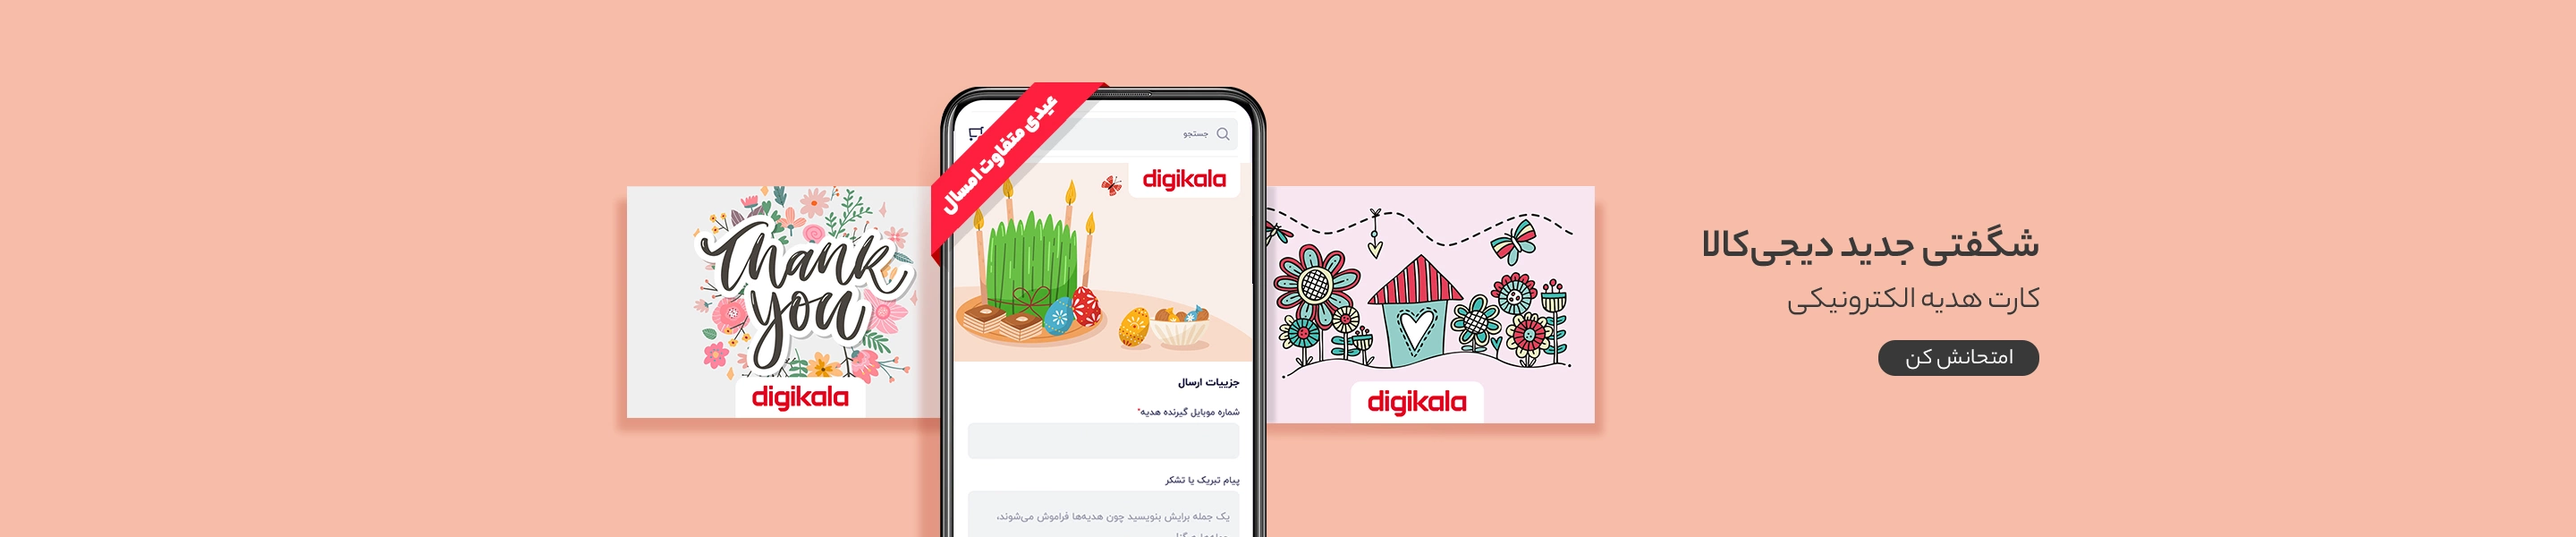 شگفتی جدید دیجی‌کالا
کارت هدیه الکترونیکی
امتحانش کن
digikala
عیدی متفاوت امسال
جستجو
digikala
جزییات ارسال
شماره موبایل گیرنده هدیه*
پیام تبریک یا تشکر
یک جمله برایش بنویسید چون هدیه‌ها فراموش می‌شوند،
Thank
you
digikala